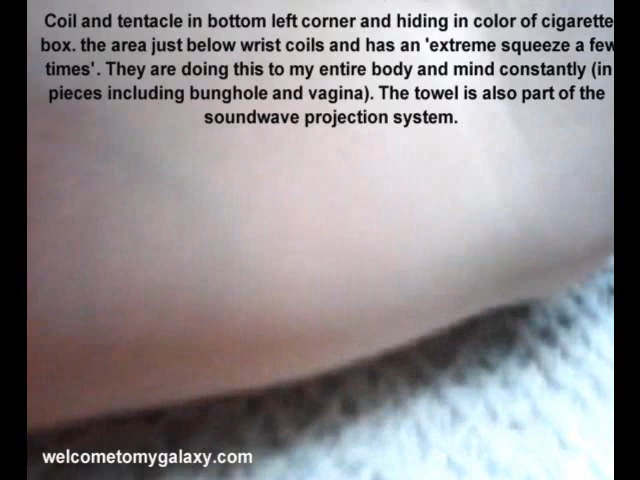 Coil and tentacle in bottom left corner and hiding in color of cigarette
box. the area just below wrist coils and has an 'extreme squeeze a few
times'. They are doing this to my entire body and mind constantly (in
pieces including bunghole and vagina). The towel is also part of the
soundwave projection system.
welcometomygalaxy.com